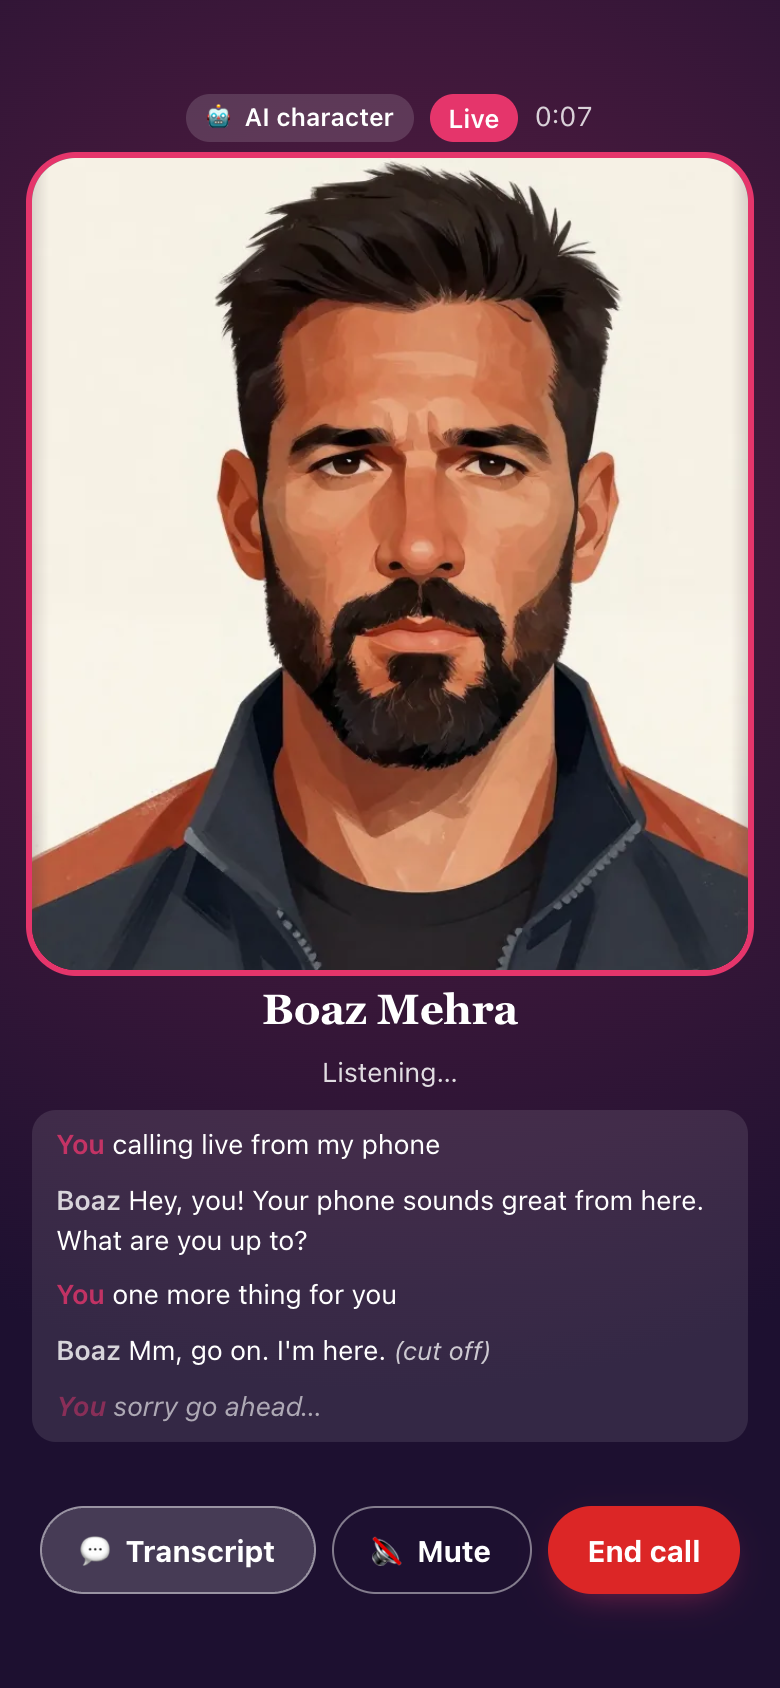 🤖 AI character Live 0:07
Boaz Mehra
Listening...
You calling live from my phone
Boaz Hey, you! Your phone sounds great from here.
What are you up to?
You one more thing for you
Boaz Mm, go on. I'm here. (cut off)
You sorry go ahead...
💬 Transcript 🔇 Mute End call